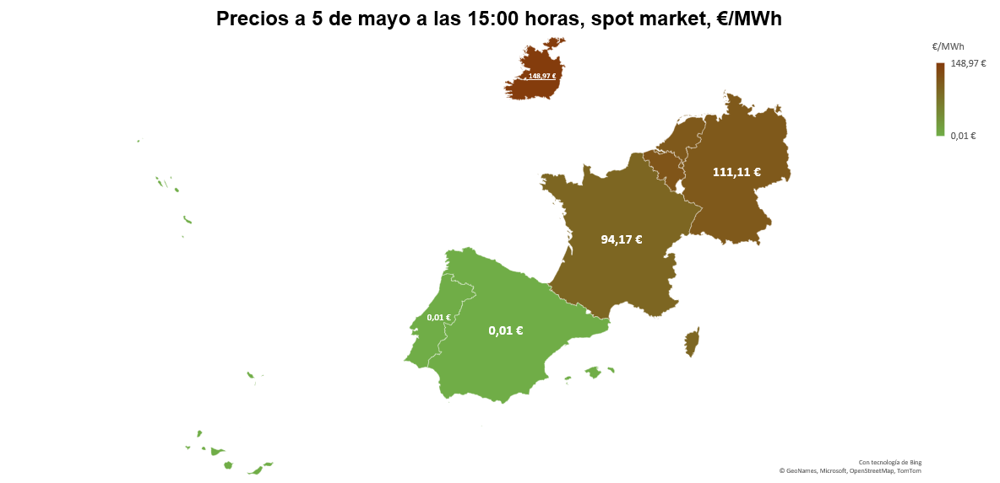 Precios a 5 de mayo a las 15:00 horas, spot market, €/MWh
€/MWh
148,97 €
0,01 €
148,97 €
111,11 €
94,17 €
0,01 €
0,01 €
Con tecnología de Bing
© GeoNames, Microsoft, OpenStreetMap, TomTom